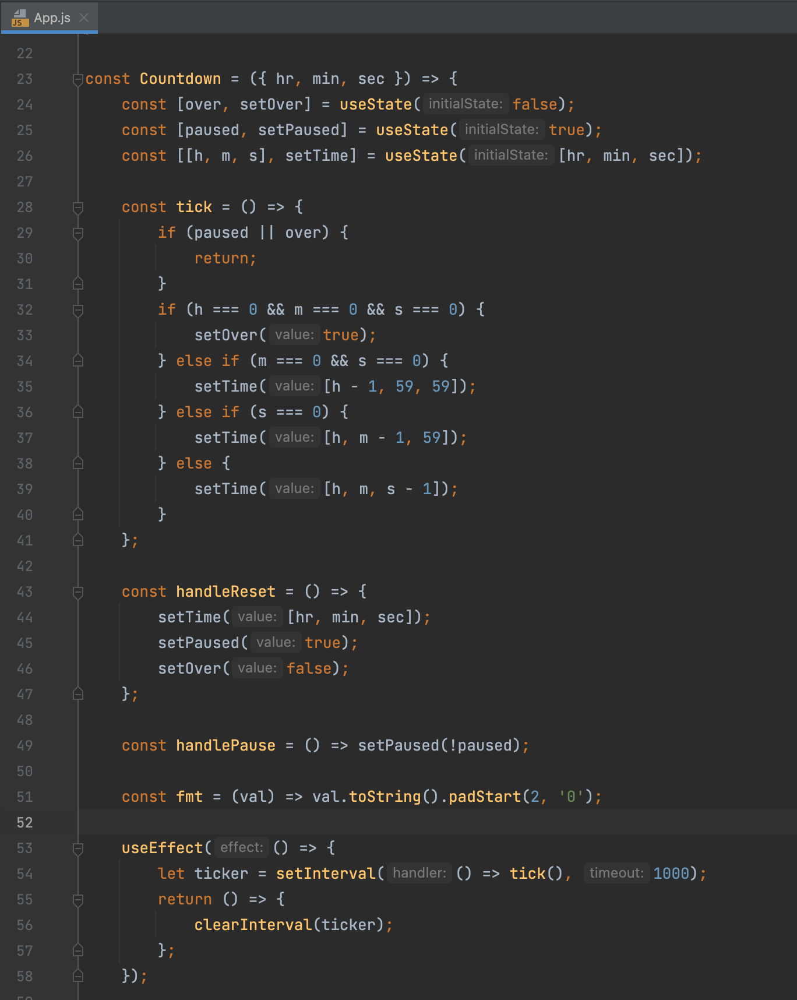 JS App.js
22
23 const Countdown = ({ hr, min, sec }) => {
24     const [over, setOver] = useState( initialState: false);
25     const [paused, setPaused] = useState( initialState: true);
26     const [[h, m, s], setTime] = useState( initialState: [hr, min, sec]);
27
28     const tick = () => {
29         if (paused || over) {
30             return;
31         }
32         if (h === 0 && m === 0 && s === 0) {
33             setOver( value: true);
34         } else if (m === 0 && s === 0) {
35             setTime( value: [h - 1, 59, 59]);
36         } else if (s === 0) {
37             setTime( value: [h, m - 1, 59]);
38         } else {
39             setTime( value: [h, m, s - 1]);
40         }
41     };
42
43     const handleReset = () => {
44         setTime( value: [hr, min, sec]);
45         setPaused( value: true);
46         setOver( value: false);
47     };
48
49     const handlePause = () => setPaused(!paused);
50
51     const fmt = (val) => val.toString().padStart(2, '0');
52
53     useEffect( effect: () => {
54         let ticker = setInterval( handler: () => tick(), timeout: 1000);
55         return () => {
56             clearInterval(ticker);
57         };
58     });